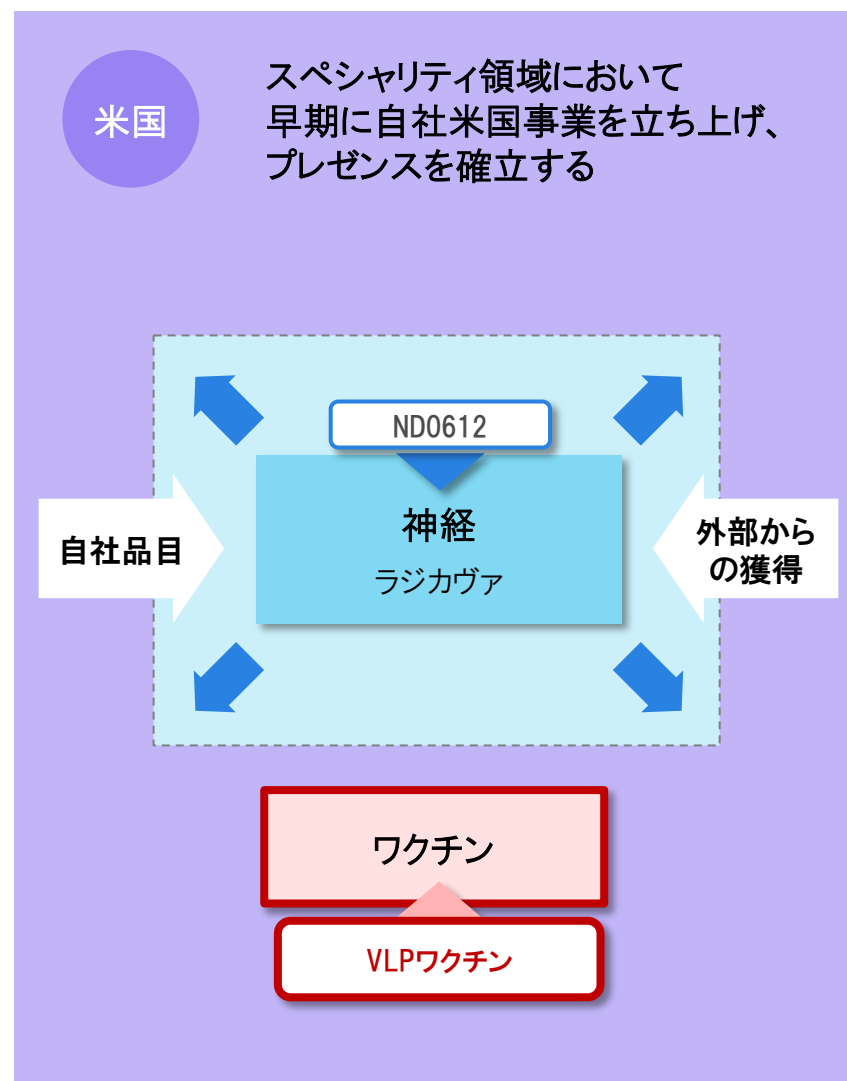 米国
スペシャリティ領域において
早期に自社米国事業を立ち上げ、
プレゼンスを確立する
ND0612
神経
ラジカヴァ
自社品目
外部から
の獲得
ワクチン
VLPワクチン